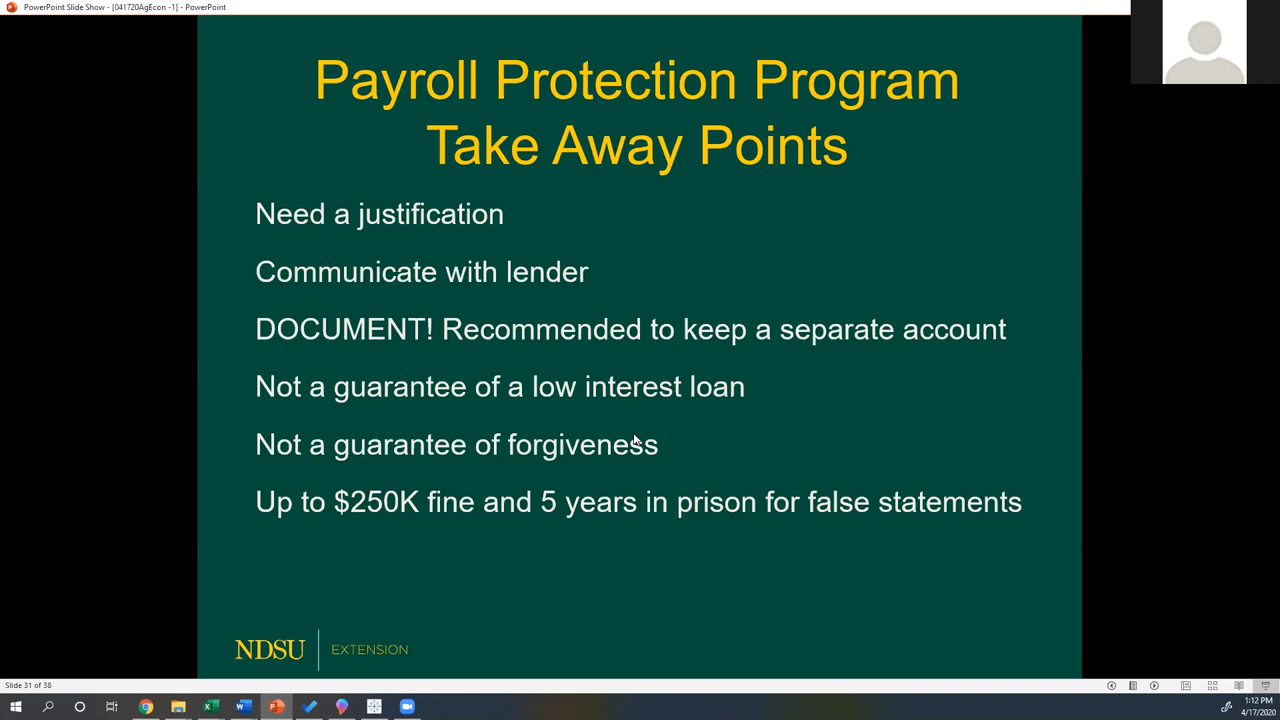 PowerPoint Slide Show - [041720AgEcon -1] - PowerPoint
Payroll Protection Program
Take Away Points
Need a justification
Communicate with lender
DOCUMENT! Recommended to keep a separate account
Not a guarantee of a low interest loan
Not a guarantee of forgiveness
Up to $250K fine and 5 years in prison for false statements
NDSU EXTENSION
Slide 31 of 38
1:12 PM
4/17/2020